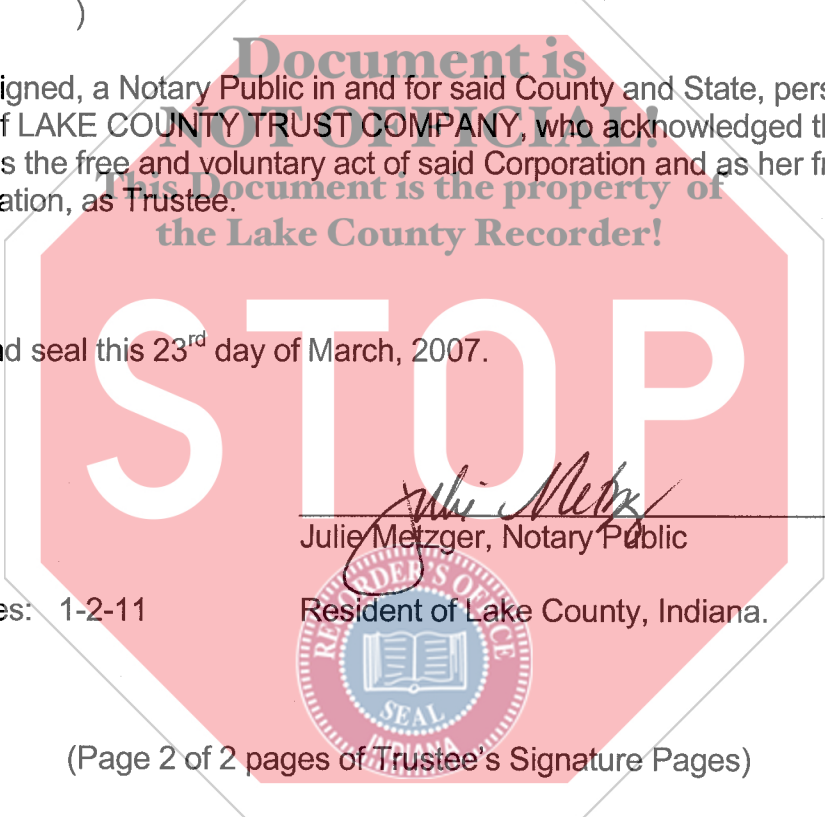 )
Document is
igned, a Notary Public in and for said County and State, pers
NOT OFFICIAL!
f LAKE COUNTY TRUST COMPANY, who acknowledged th
s the free and voluntary act of said Corporation and as her fr
This Document is the property of
ation, as Trustee.
the Lake County Recorder!
STOP
nd seal this 23rd day of March, 2007.
Julie Metzger
Julie Metzger, Notary Public
RECORDER'S OFFICE
es: 1-2-11 Resident of Lake County, Indiana.
SEAL
INDIANA
(Page 2 of 2 pages of Trustee's Signature Pages)